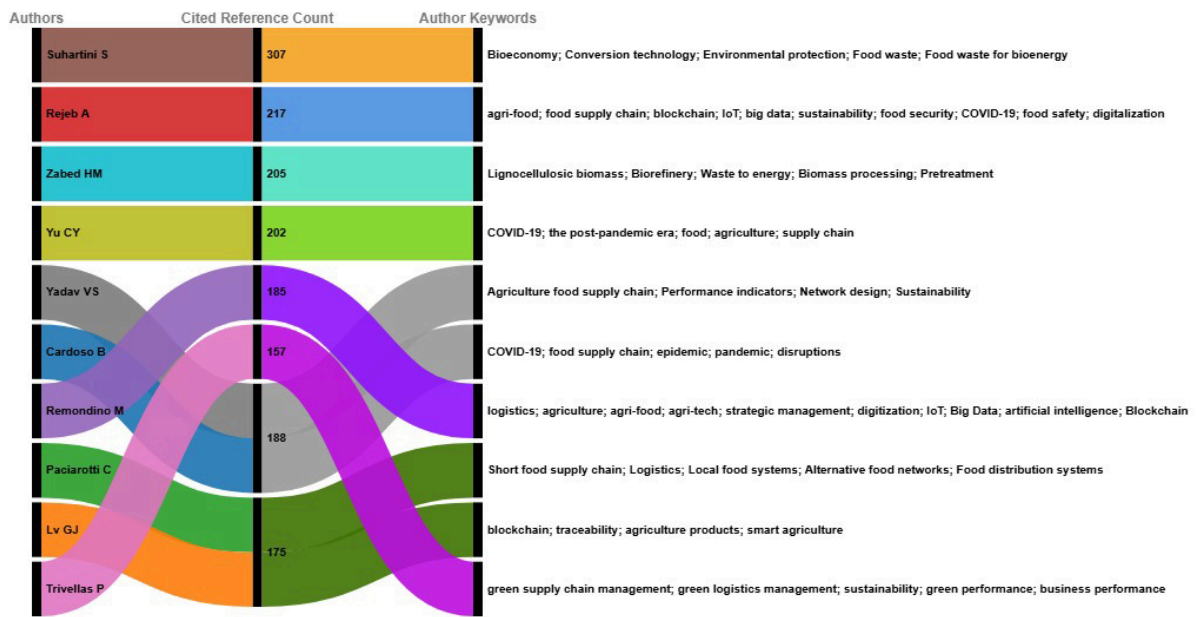 Authors Cited Reference Count Author Keywords
Suhartini S 307 Bioeconomy; Conversion technology; Environmental protection; Food waste; Food waste for bioenergy
Rejeb A 217 agri-food; food supply chain; blockchain; IoT; big data; sustainability; food security; COVID-19; food safety; digitalization
Zabed HM 205 Lignocellulosic biomass; Biorefinery; Waste to energy; Biomass processing; Pretreatment
Yu CY 202 COVID-19; the post-pandemic era; food; agriculture; supply chain
Yadav VS 185 Agriculture food supply chain; Performance indicators; Network design; Sustainability
Cardoso B 157 COVID-19; food supply chain; epidemic; pandemic; disruptions
Remondino M logistics; agriculture; agri-food; agri-tech; strategic management; digitization; IoT; Big Data; artificial intelligence; Blockchain
188
Paciarotti C Short food supply chain; Logistics; Local food systems; Alternative food networks; Food distribution systems
Lv GJ blockchain; traceability; agriculture products; smart agriculture
175
Trivellas P green supply chain management; green logistics management; sustainability; green performance; business performance